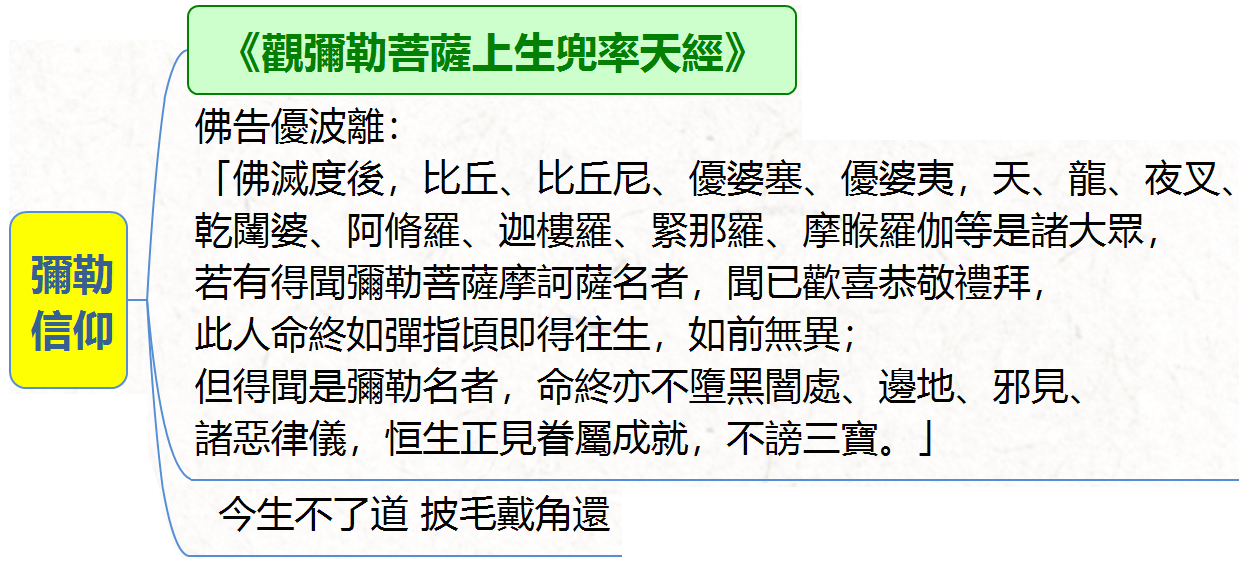 彌勒
信仰
《觀彌勒菩薩上生兜率天經》
佛告優波離：
「佛滅度後，比丘、比丘尼、優婆塞、優婆夷，天、龍、夜叉、
乾闥婆、阿脩羅、迦樓羅、緊那羅、摩睺羅伽等是諸大眾，
若有得聞彌勒菩薩摩訶薩名者，聞已歡喜恭敬禮拜，
此人命終如彈指頃即得往生，如前無異；
但得聞是彌勒名者，命終亦不墮黑闇處、邊地、邪見、
諸惡律儀，恒生正見眷屬成就，不謗三寶。」
今生不了道 披毛戴角還